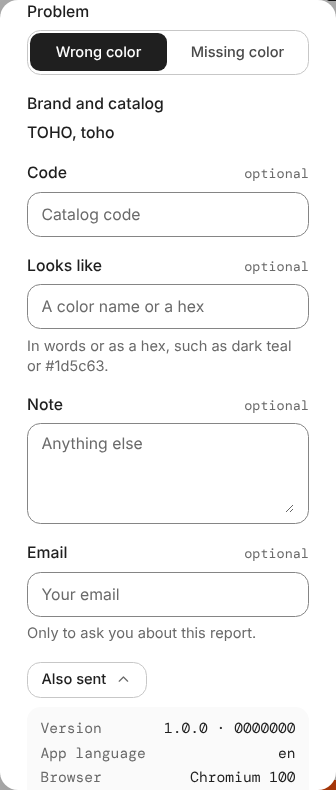 Problem
Wrong color
Missing color
Brand and catalog
TOHO, toho
Code optional
Catalog code
Looks like optional
A color name or a hex
In words or as a hex, such as dark teal
or #1d5c63.
Note optional
Anything else
Email optional
Your email
Only to ask you about this report.
Also sent
Version 1.0.0 · 0000000
App language en
Browser Chromium 100